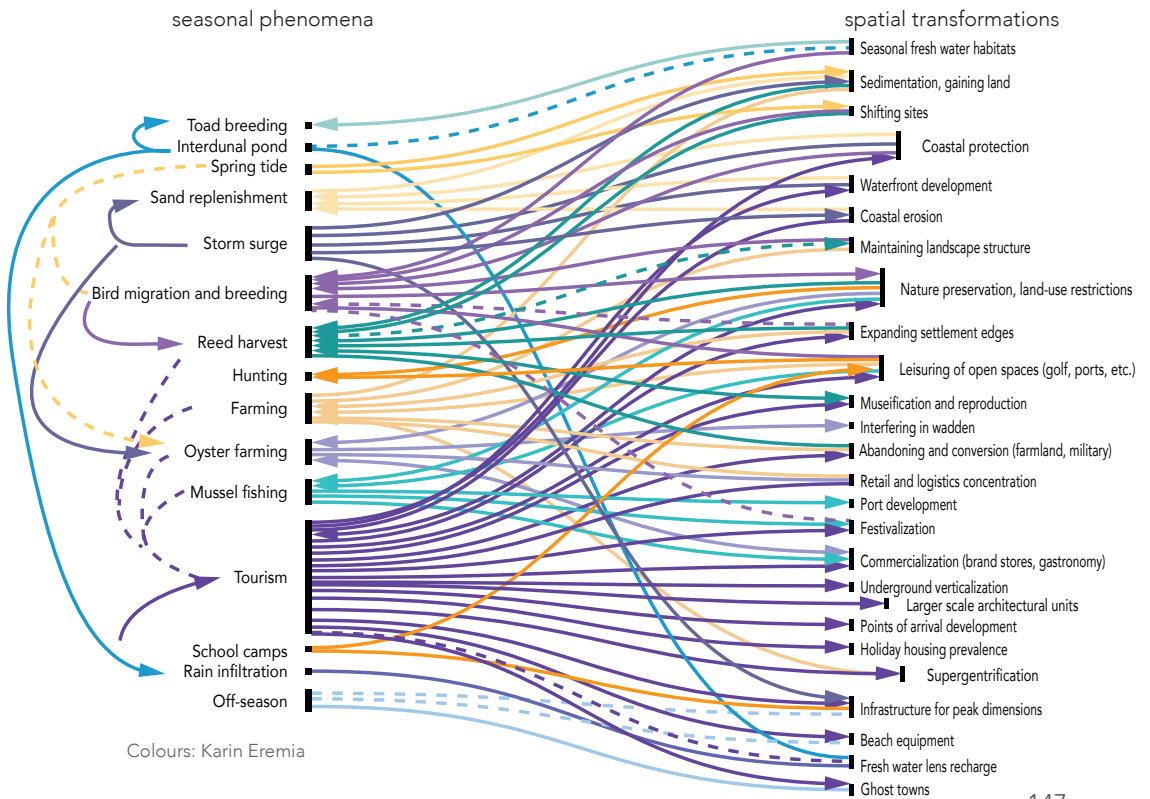 seasonal phenomena
spatial transformations
Toad breeding
Interdunal pond
Spring tide
Sand replenishment
Storm surge
Bird migration and breeding
Reed harvest
Hunting
Farming
Oyster farming
Mussel fishing
Tourism
School camps
Rain infiltration
Off-season
Colours: Karin Eremia
Seasonal fresh water habitats
Sedimentation, gaining land
Shifting sites
Coastal protection
Waterfront development
Coastal erosion
Maintaining landscape structure
Nature preservation, land-use restrictions
Expanding settlement edges
Leisuring of open spaces (golf, ports, etc.)
Museification and reproduction
Interfering in wadden
Abandoning and conversion (farmland, military)
Retail and logistics concentration
Port development
Festivalization
Commercialization (brand stores, gastronomy)
Underground verticalization
Larger scale architectural units
Points of arrival development
Holiday housing prevalence
Supergentrification
Infrastructure for peak dimensions
Beach equipment
Fresh water lens recharge
Ghost towns